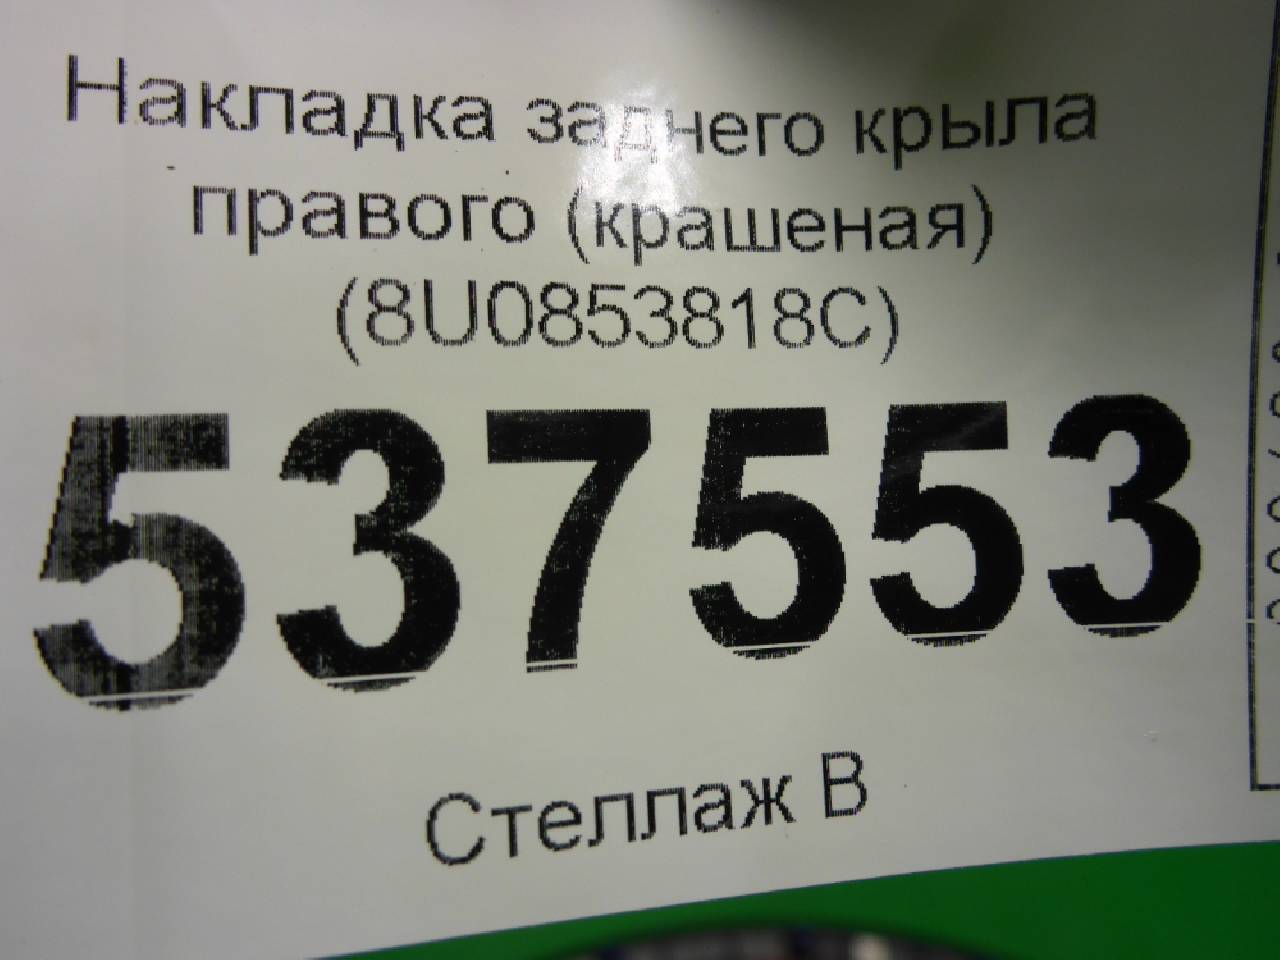 Накладка заднего крыла
правого (крашеная)
(8U0853818C)
537553
Стеллаж В